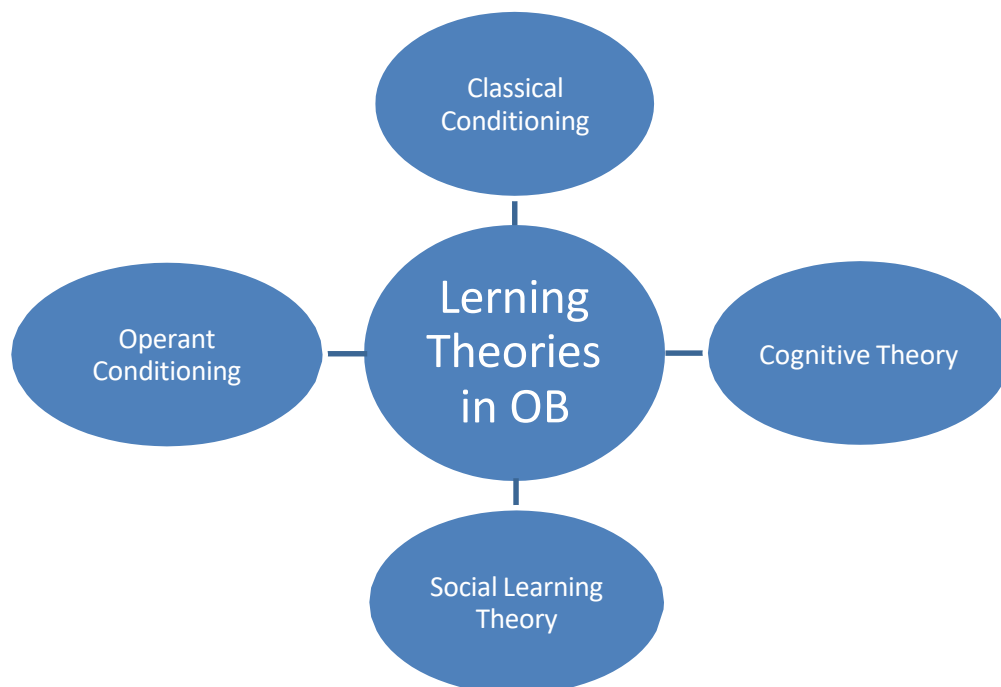 Classical
Conditioning
Operant
Conditioning
Lerning
Theories
in OB
Cognitive Theory
Social Learning
Theory